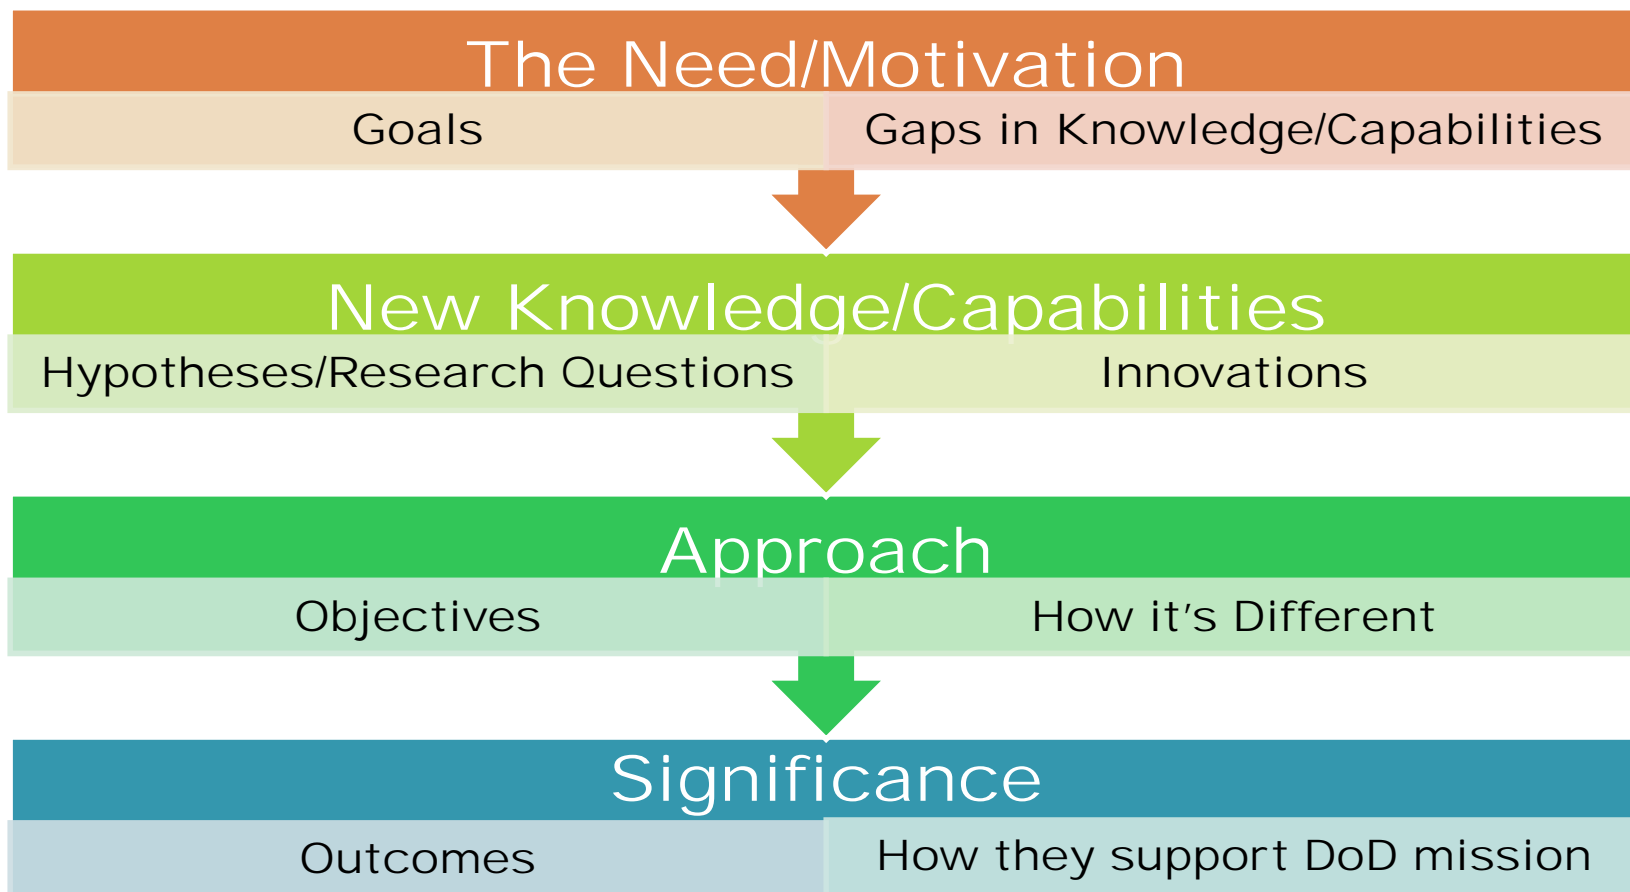 The Need/Motivation
Goals
Gaps in Knowledge/Capabilities
New Knowledge/Capabilities
Hypotheses/Research Questions
Innovations
Approach
Objectives
How it’s Different
Significance
Outcomes
How they support DoD mission